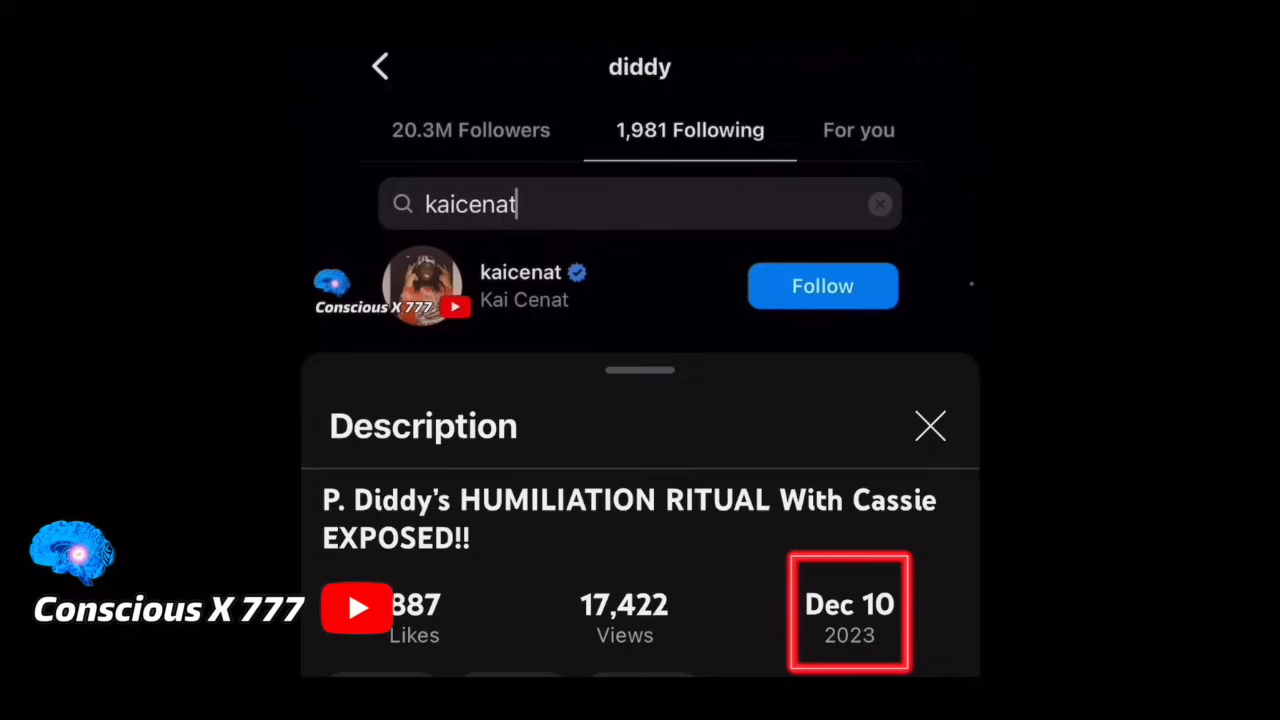 diddy
20.3M Followers 1,981 Following For you
kaicenat
kaicenat
Kai Cenat Follow
Conscious X 777
Description
P. Diddy's HUMILIATION RITUAL With Cassie
EXPOSED!!
887 17,422 Dec 10
Likes Views 2023
Conscious X 777